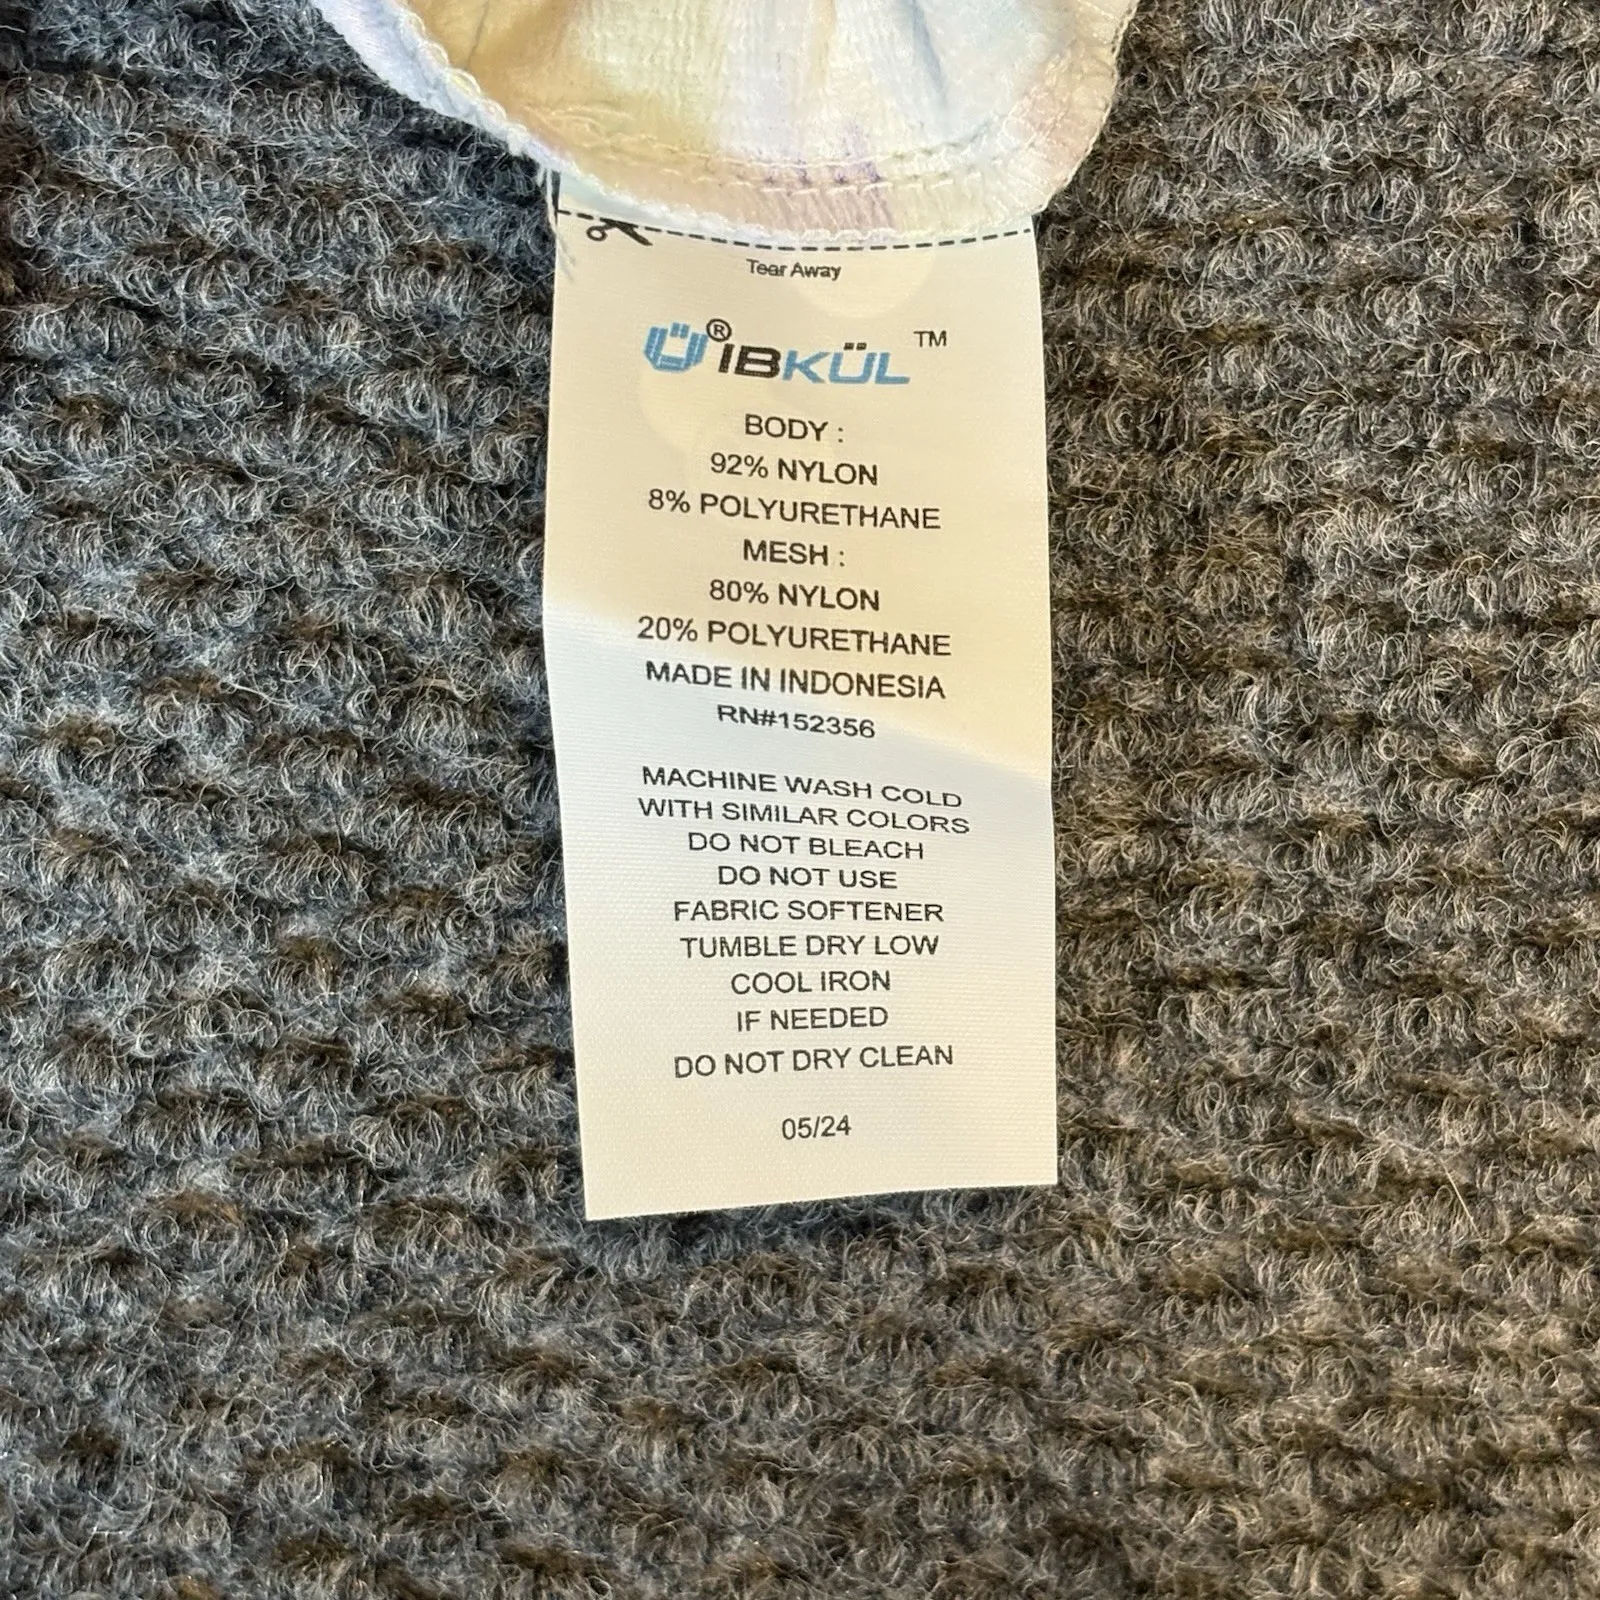 Tear Away
Ü® IBKÜL ™
BODY :
92% NYLON
8% POLYURETHANE
MESH :
80% NYLON
20% POLYURETHANE
MADE IN INDONESIA
RN#152356
MACHINE WASH COLD
WITH SIMILAR COLORS
DO NOT BLEACH
DO NOT USE
FABRIC SOFTENER
TUMBLE DRY LOW
COOL IRON
IF NEEDED
DO NOT DRY CLEAN
05/24